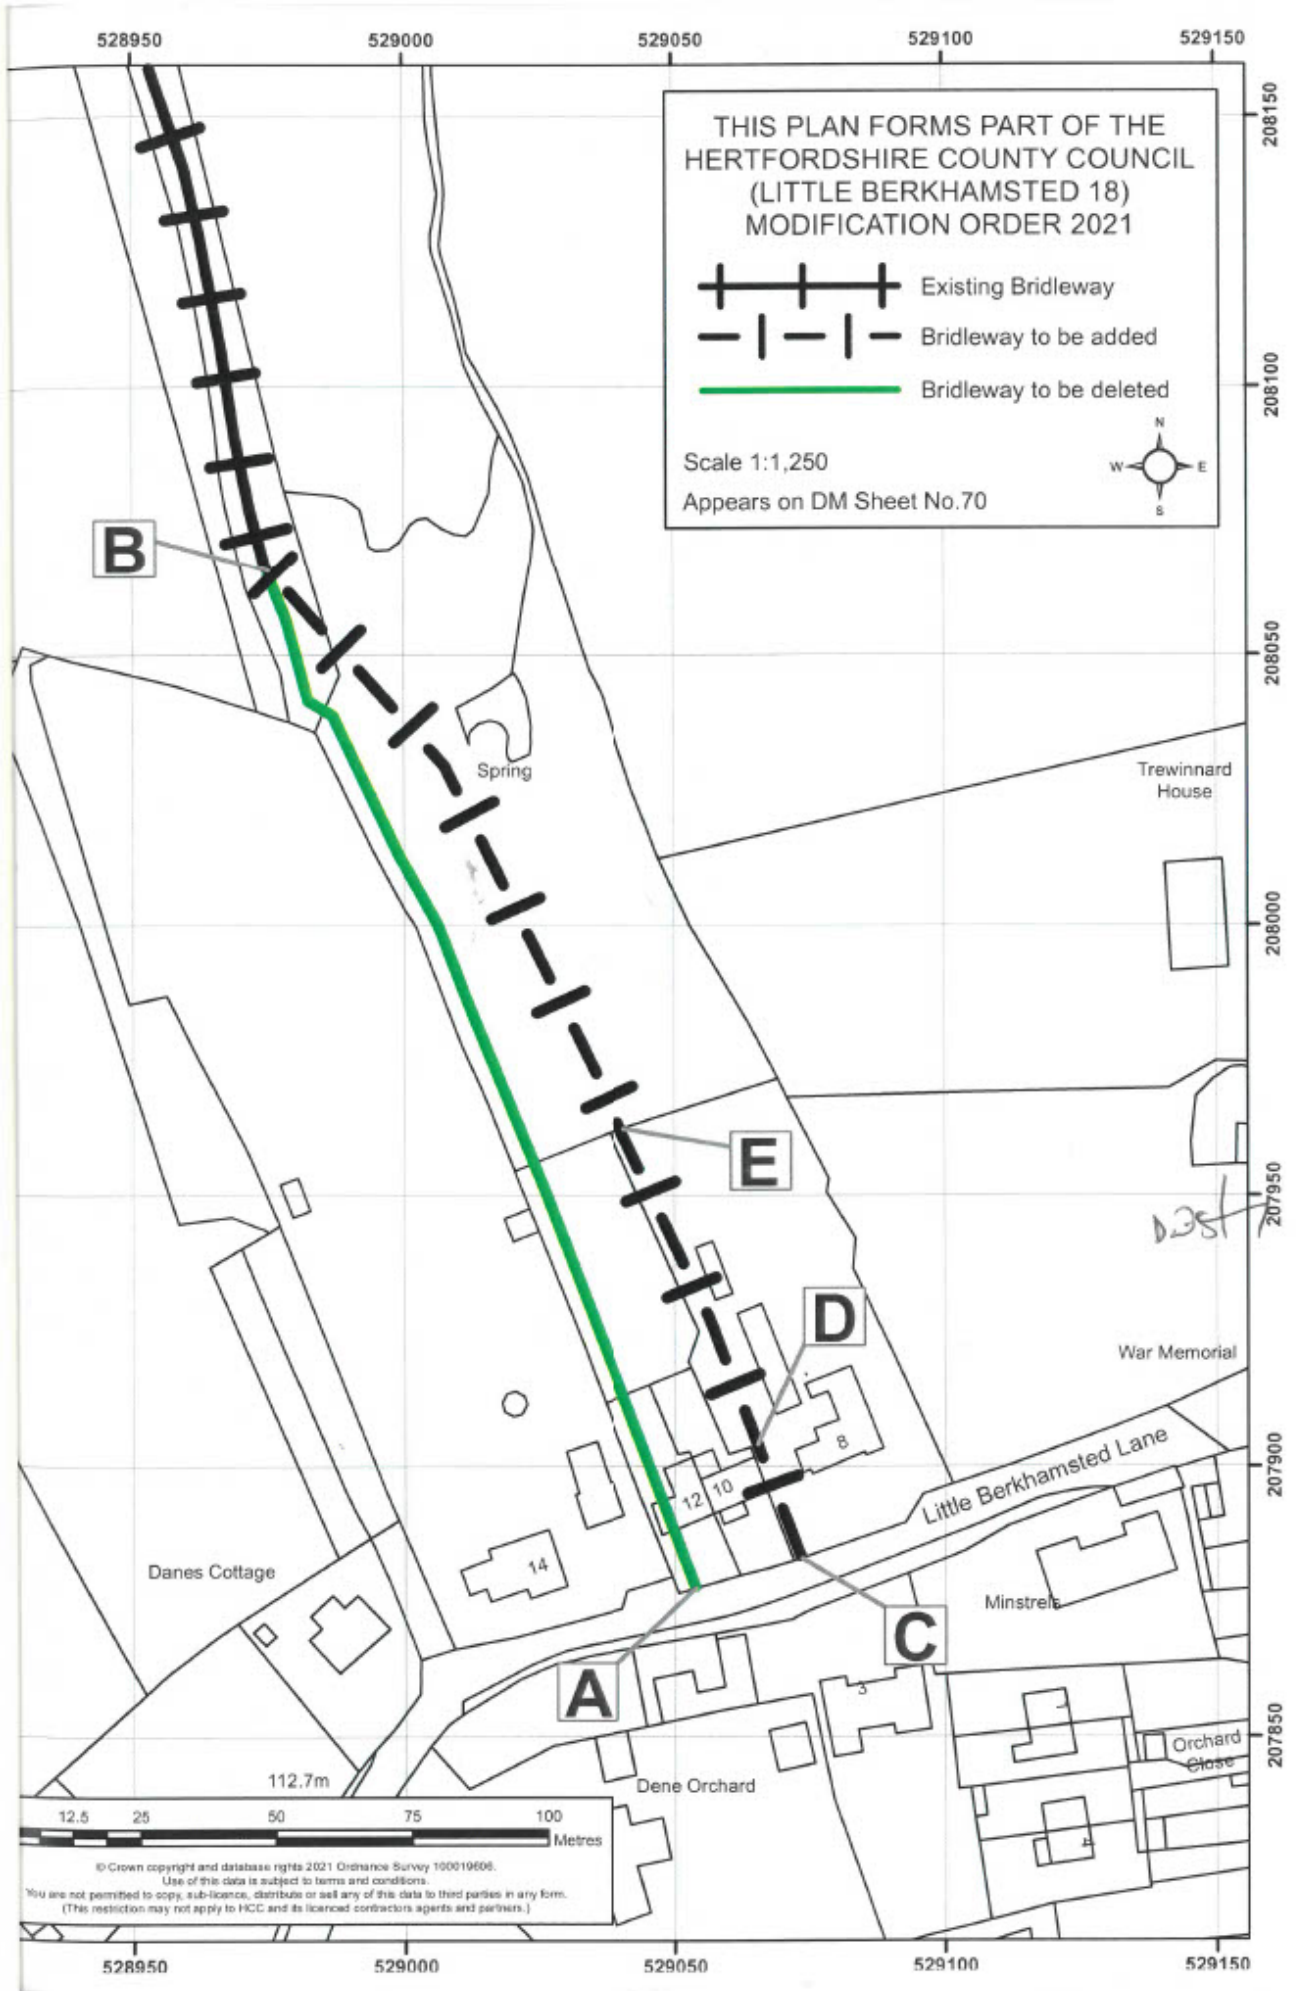 528950 529000 529050 529100 529150
208150
THIS PLAN FORMS PART OF THE
HERTFORDSHIRE COUNTY COUNCIL
(LITTLE BERKHAMSTED 18)
MODIFICATION ORDER 2021
Existing Bridleway
Bridleway to be added
Bridleway to be deleted
Scale 1:1,250
Appears on DM Sheet No.70
N
W E
S
208100
B
208050
Spring
Trewinnard
House
208000
E
207950
D
War Memorial
8
Little Berkhamsted Lane
207900
10
12
14
Danes Cottage
Minstrels
C
A
3
1
207850
Orchard
Close
112.7m
Dene Orchard
4
12.5 25 50 75 100
Metres
© Crown copyright and database rights 2021 Ordnance Survey 100019606.
Use of this data is subject to terms and conditions.
You are not permitted to copy, sub-licence, distribute or sell any of this data to third parties in any form.
(This restriction may not apply to HCC and its licenced contractors agents and partners.)
528950 529000 529050 529100 529150